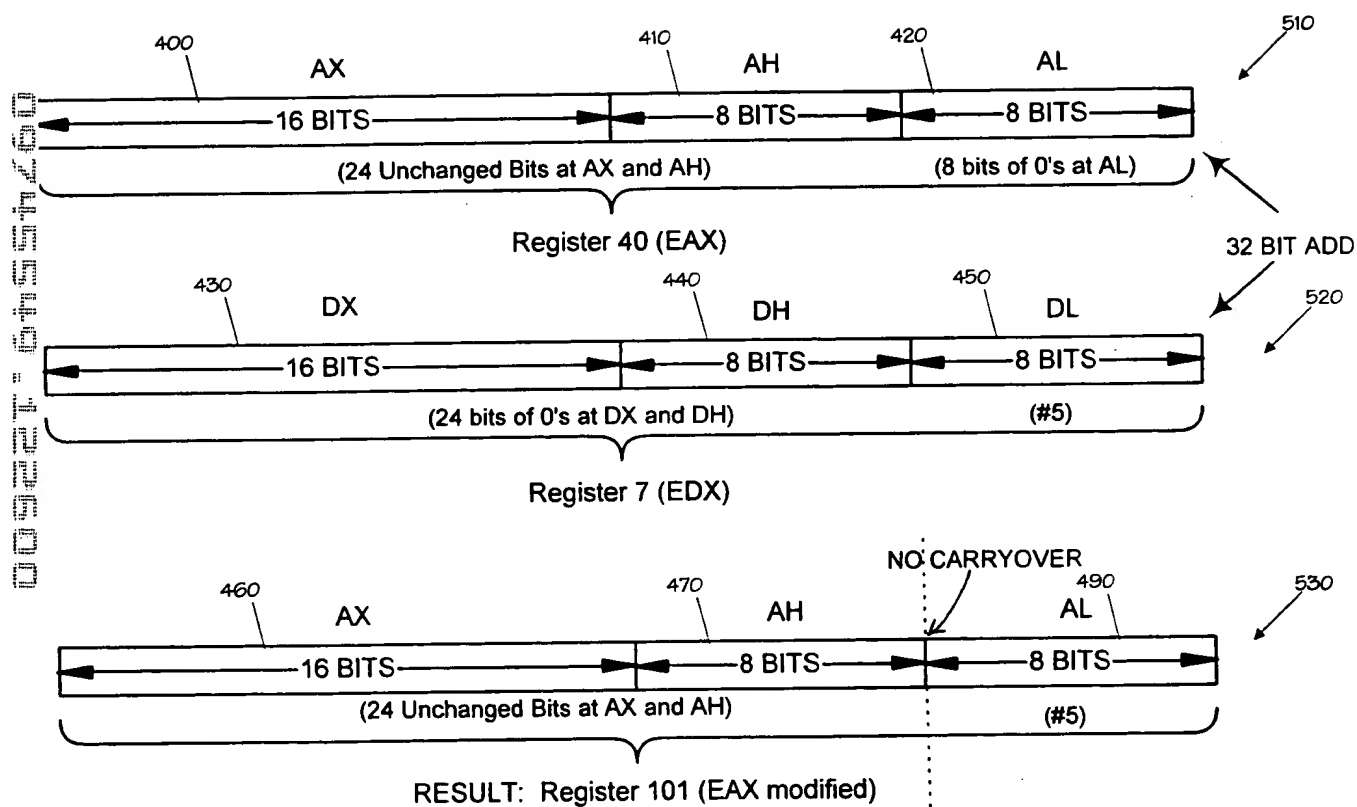 400
410
420
510
AX
AH
AL
16 BITS
8 BITS
8 BITS
(24 Unchanged Bits at AX and AH)
(8 bits of 0's at AL)
Register 40 (EAX)
32 BIT ADD
430
440
450
520
DX
DH
DL
16 BITS
8 BITS
8 BITS
(24 bits of 0's at DX and DH)
(#5)
Register 7 (EDX)
NO CARRYOVER
460
470
490
530
AX
AH
AL
16 BITS
8 BITS
8 BITS
(24 Unchanged Bits at AX and AH)
(#5)
RESULT: Register 101 (EAX modified)
09745540 . 122600